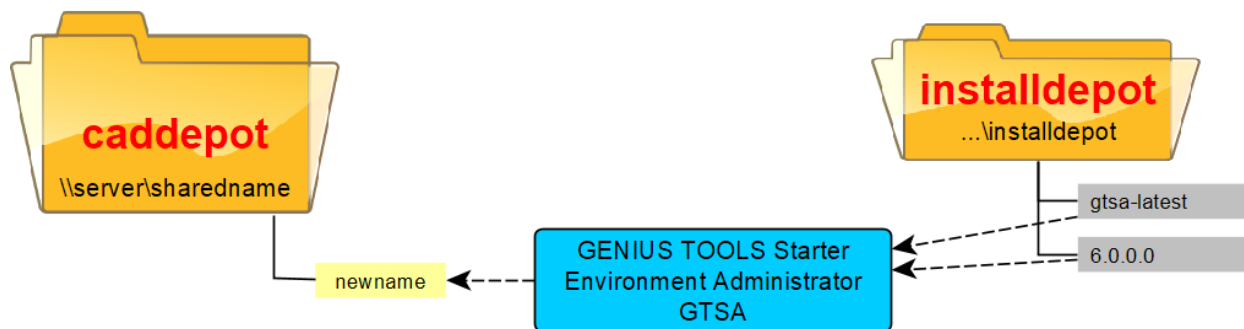 caddepot
\\server\sharedname
newname
GENIUS TOOLS Starter
Environment Administrator
GTSA
installdepot
...\installdepot
gtsa-latest
6.0.0.0